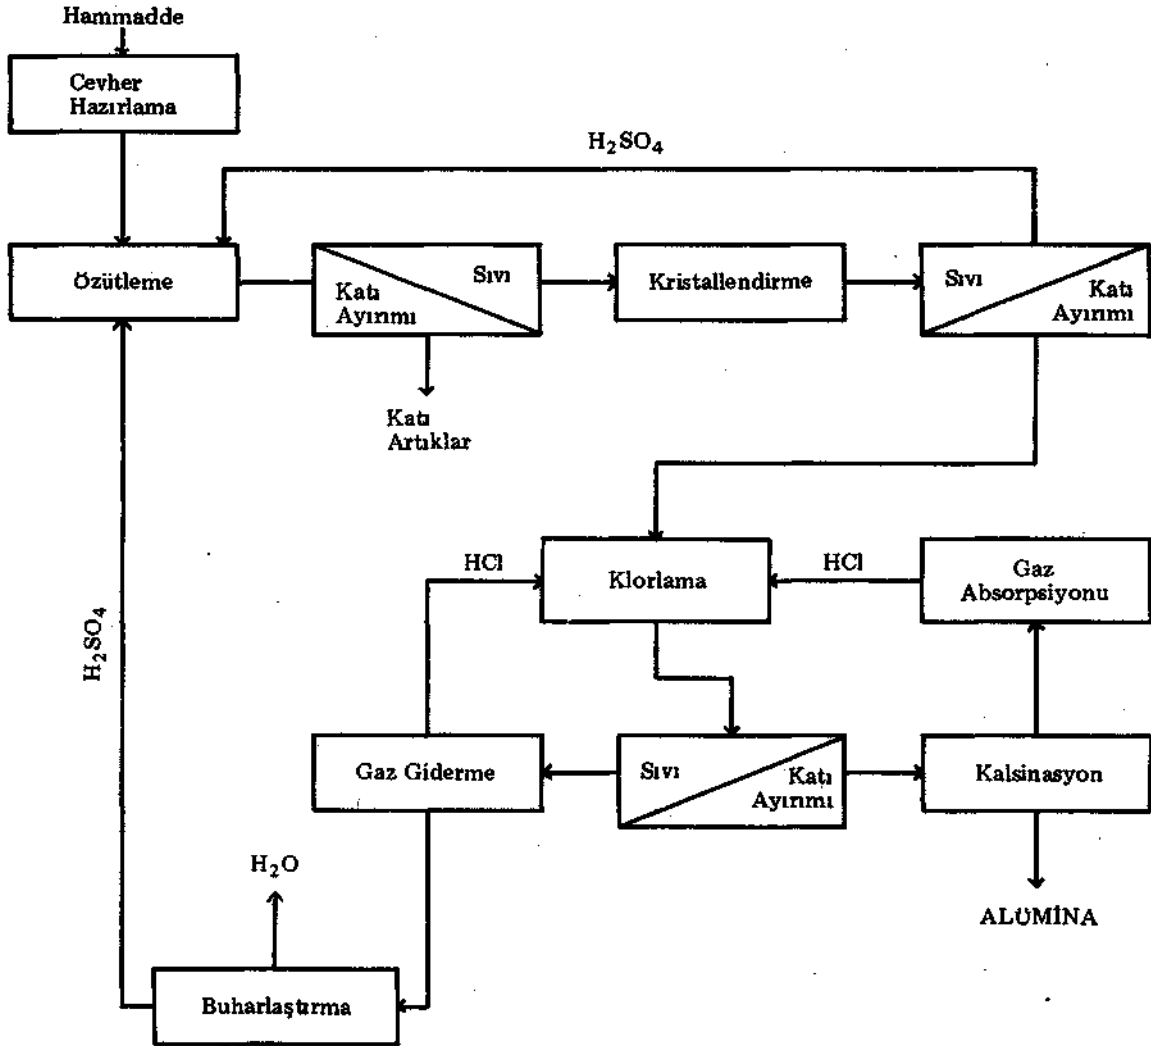 Hammadde
Cevher
Hazırlama
H₂SO₄
Özütleme
Sıvı
Katı
Ayırımı
Kristallendirme
Sıvı
Katı
Ayırımı
Katı
Artıklar
HCl
Klorlama
HCl
Gaz
Absorpsiyonu
H₂SO₄
Gaz Giderme
Sıvı
Katı
Ayırımı
Kalsinasyon
H₂O
ALÜMİNA
Buharlaştırma